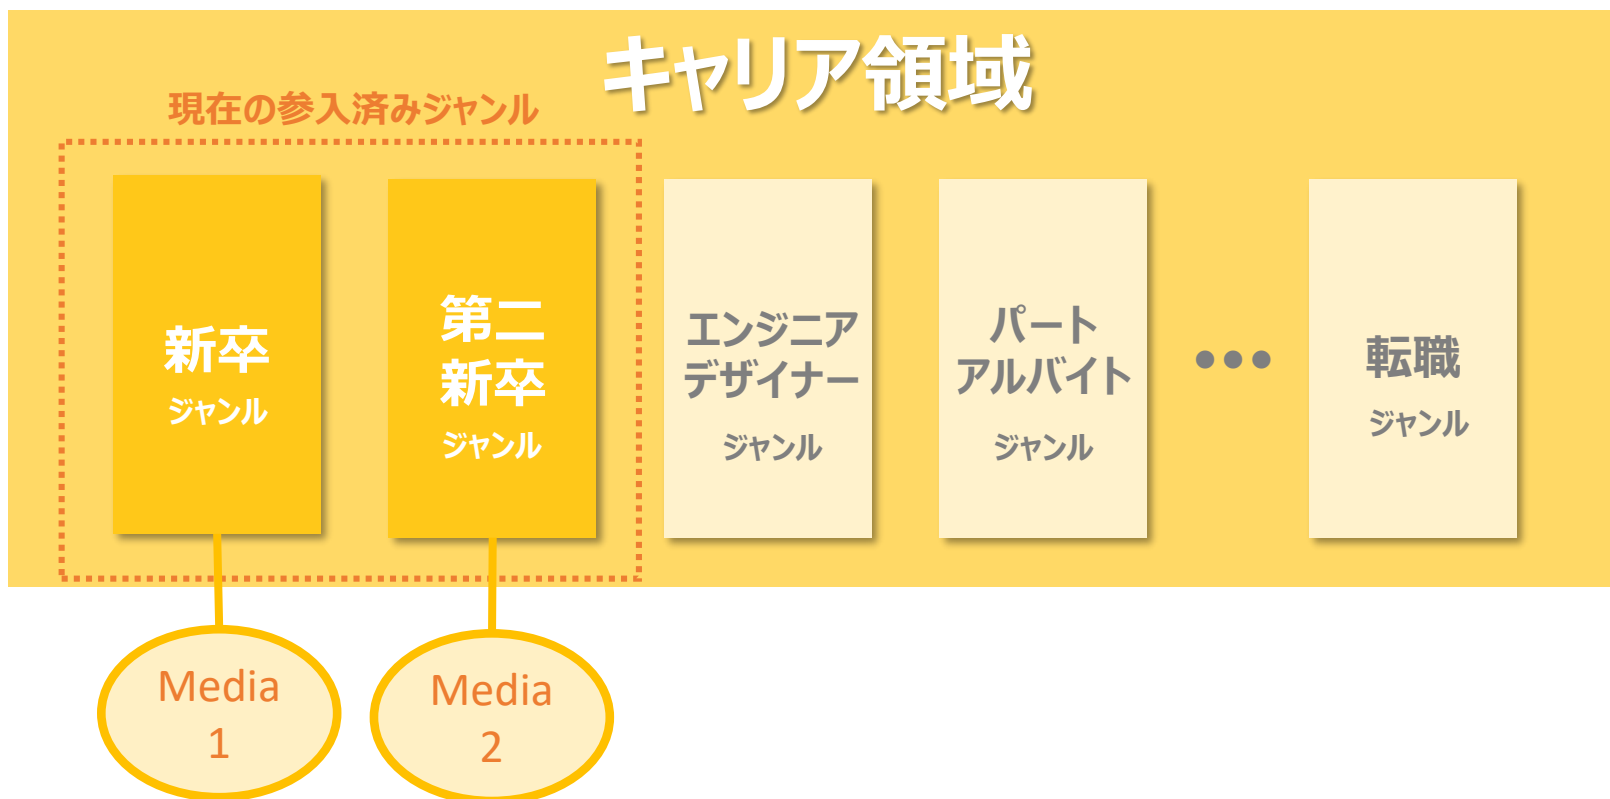 キャリア領域
現在の参入済みジャンル
新卒
ジャンル
第二
新卒
ジャンル
エンジニア
デザイナー
ジャンル
パート
アルバイト
ジャンル
●●●
転職
ジャンル
Media
1
Media
2